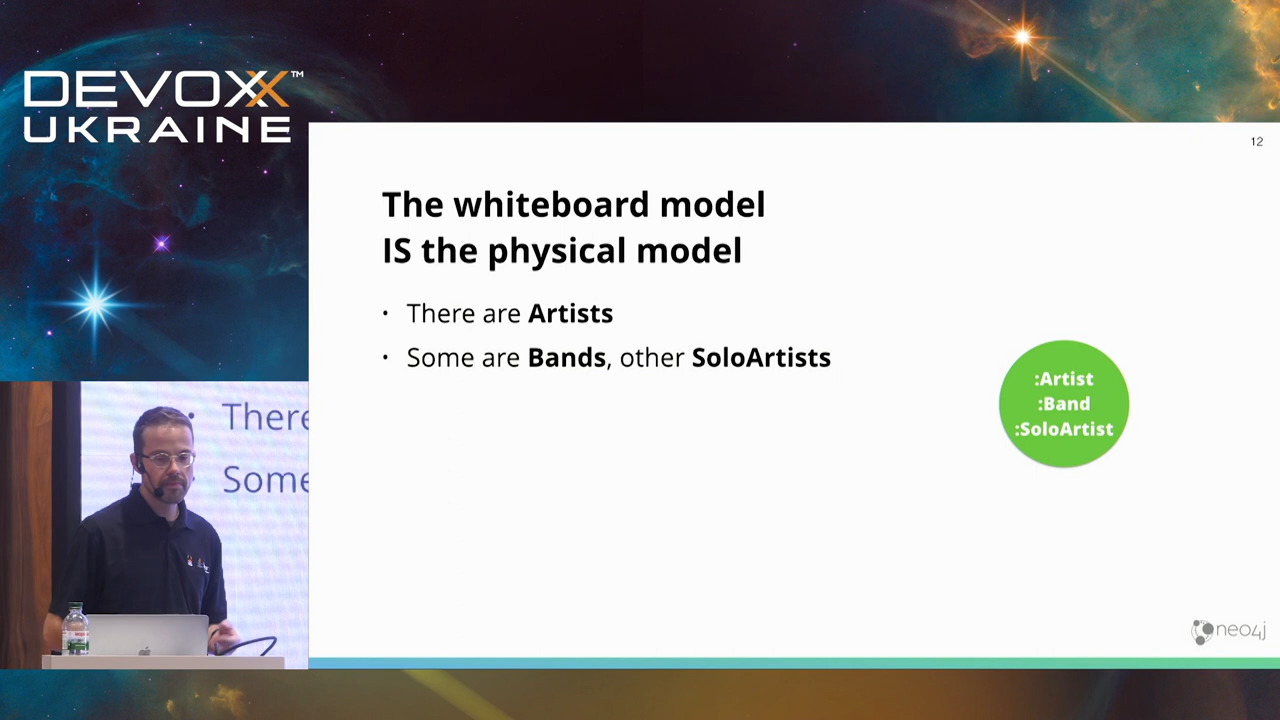 DEVOXX™
UKRAINE
12
The whiteboard model
IS the physical model
• There are Artists
• Some are Bands, other SoloArtists
:Artist
:Band
:SoloArtist
There
Some
neo4j